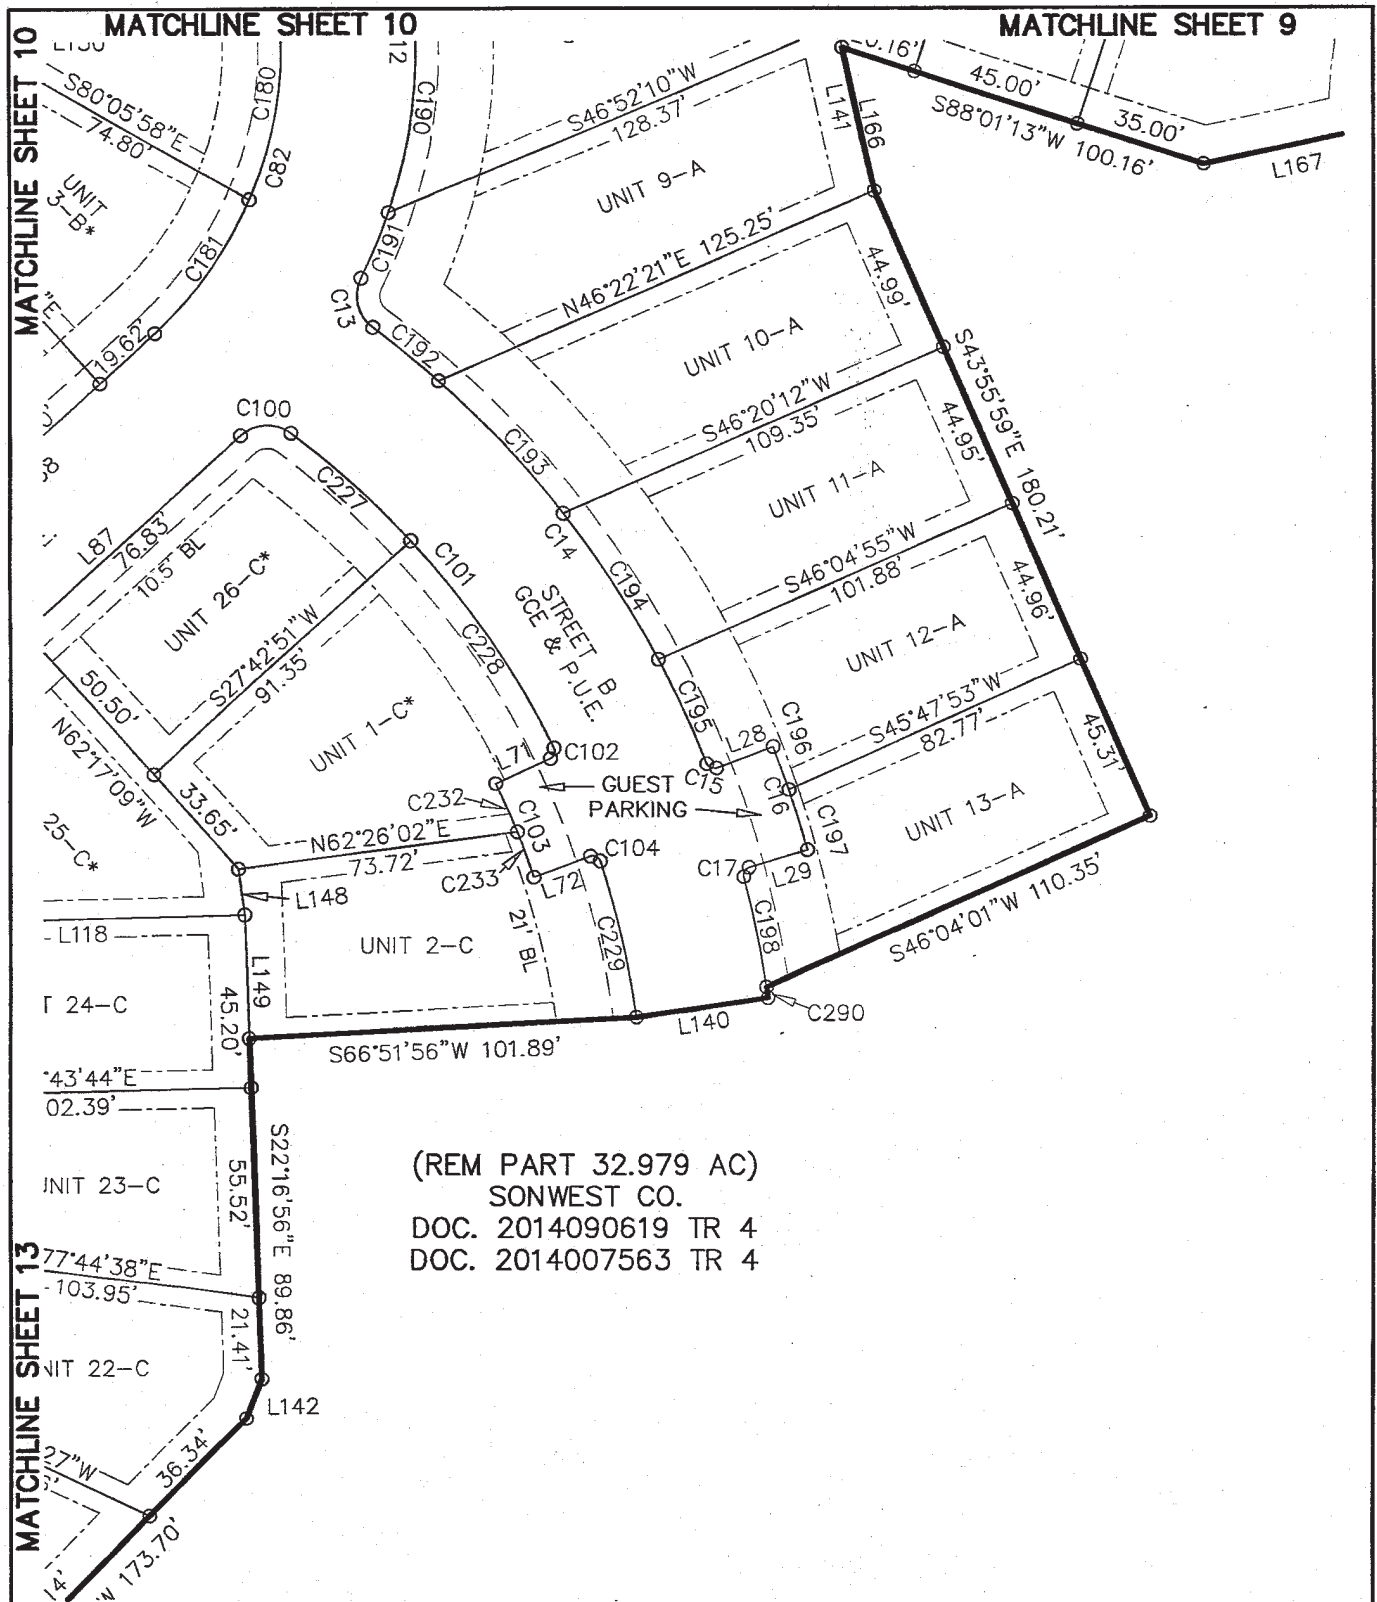 MATCHLINE SHEET 10
MATCHLINE SHEET 9
MATCHLINE SHEET 10
MATCHLINE SHEET 13
S80°05'58"E
74.80'
C180
C82
UNIT
3-B*
C181
19.62'
12
C190
S46°52'10"W
128.37'
UNIT 9-A
L141
L166
45.00'
S88°01'13"W 100.16'
35.00'
L167
C191
C13
C192
N46°22'21"E 125.25'
44.99'
UNIT 10-A
S43°55'59"E 180.21'
S46°20'12"W
109.35'
44.95'
C193
C14
UNIT 11-A
S46°04'55"W
101.88'
44.96'
C194
UNIT 12-A
C195
S45°47'53"W
82.77'
45.31'
UNIT 13-A
C196
L28
C15
C16
C197
L29
C17
C198
S46°04'01"W 110.35'
C290
L140
C100
C227
L87
76.83'
10.5' BL
UNIT 26-C*
S27°42'51"W
91.35'
C101
C228
STREET B
GCE & P.U.E.
UNIT 1-C*
50.50'
N62°17'09"W
33.65'
25-C*
L71
C102
GUEST
PARKING
C232
C103
N62°26'02"E
73.72'
C233
L72
C104
L148
L118
UNIT 2-C
21' BL
C229
24-C
L149
45.20'
S66°51'56"W 101.89'
43'44"E
02.39'
23-C
55.52'
S22°16'56"E 89.86'
77°44'38"E
103.95'
21.41'
22-C
L142
36.34'
27"W
W 173.70'
14'
(REM PART 32.979 AC)
SONWEST CO.
DOC. 2014090619 TR 4
DOC. 2014007563 TR 4